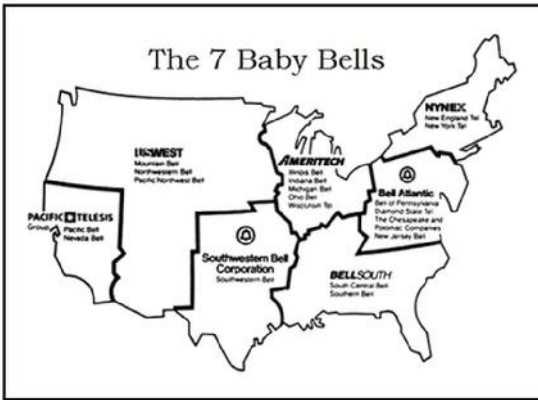 The 7 Baby Bells
NYNEX
New England Tel
New York Tel
US WEST
Mountain Bell
Northwestern Bell
Pacific Northwest Bell
AMERITECH
Illinois Bell
Indiana Bell
Michigan Bell
Ohio Bell
Wisconsin Tel
Bell Atlantic
Bell of Pennsylvania
Diamond State Tel
The Chesapeake and
Potomac Companies
New Jersey Bell
PACIFIC TELESIS
Group
Pacific Bell
Nevada Bell
Southwestern Bell
Corporation
Southwestern Bell
BELLSOUTH
South Central Bell
Southern Bell